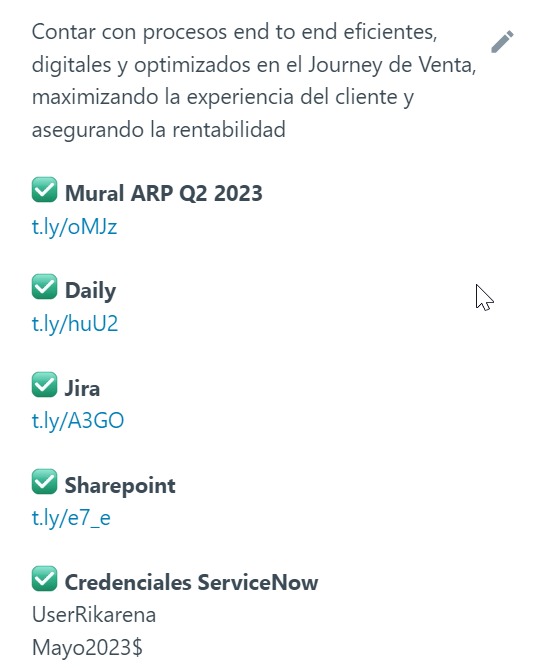 Contar con procesos end to end eficientes,
digitales y optimizados en el Journey de Venta,
maximizando la experiencia del cliente y
asegurando la rentabilidad
✅ Mural ARP Q2 2023
t.ly/oMJz
✅ Daily
t.ly/huU2
✅ Jira
t.ly/A3GO
✅ Sharepoint
t.ly/e7_e
✅ Credenciales ServiceNow
UserRikarena
Mayo2023$